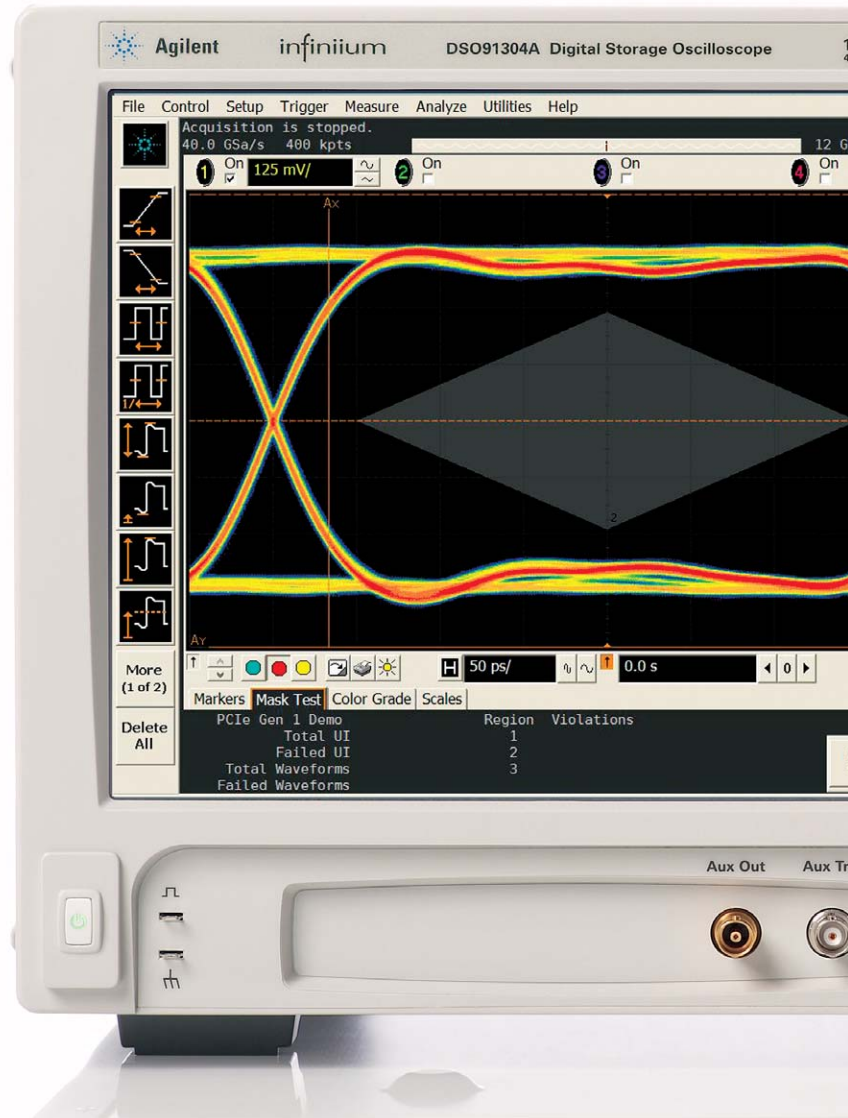 Agilent infiniium DSO91304A Digital Storage Oscilloscope
File Control Setup Trigger Measure Analyze Utilities Help
Acquisition is stopped.
40.0 GSa/s 400 kpts 12 G
1 On 125 mV/ 2 On 3 On 4 On
Ax
2
1/
Ay
H 50 ps/ 0.0 s 0
More
(1 of 2)
Delete
All
Markers Mask Test Color Grade Scales
PCIe Gen 1 Demo Region Violations
Total UI 1
Failed UI 2
Total Waveforms 3
Failed Waveforms
Aux Out Aux Tr